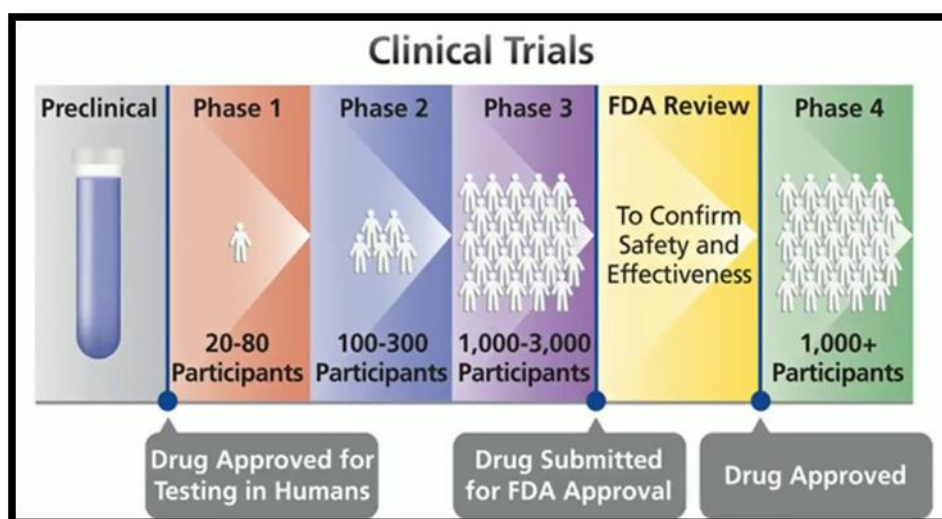 Clinical Trials
Preclinical
Phase 1
Phase 2
Phase 3
FDA Review
Phase 4
To Confirm
Safety and
Effectiveness
20-80
Participants
100-300
Participants
1,000-3,000
Participants
1,000+
Participants
Drug Approved for
Testing in Humans
Drug Submitted
for FDA Approval
Drug Approved